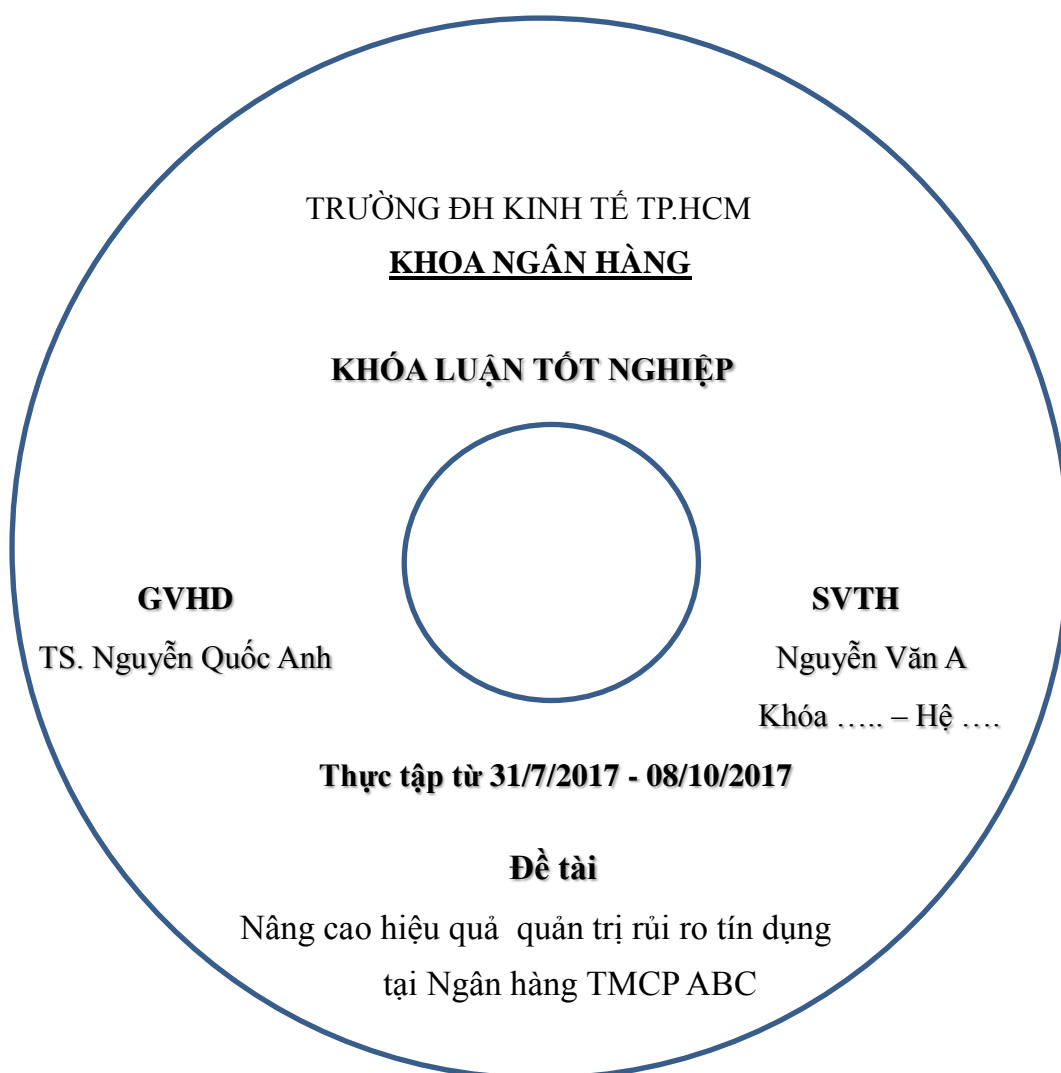 TRƯỜNG ĐH KINH TẾ TP.HCM
KHOA NGÂN HÀNG
KHÓA LUẬN TỐT NGHIỆP
GVHD
TS. Nguyễn Quốc Anh
SVTH
Nguyễn Văn A
Khóa ….. – Hệ ….
Thực tập từ 31/7/2017 - 08/10/2017
Đề tài
Nâng cao hiệu quả quản trị rủi ro tín dụng
tại Ngân hàng TMCP ABC